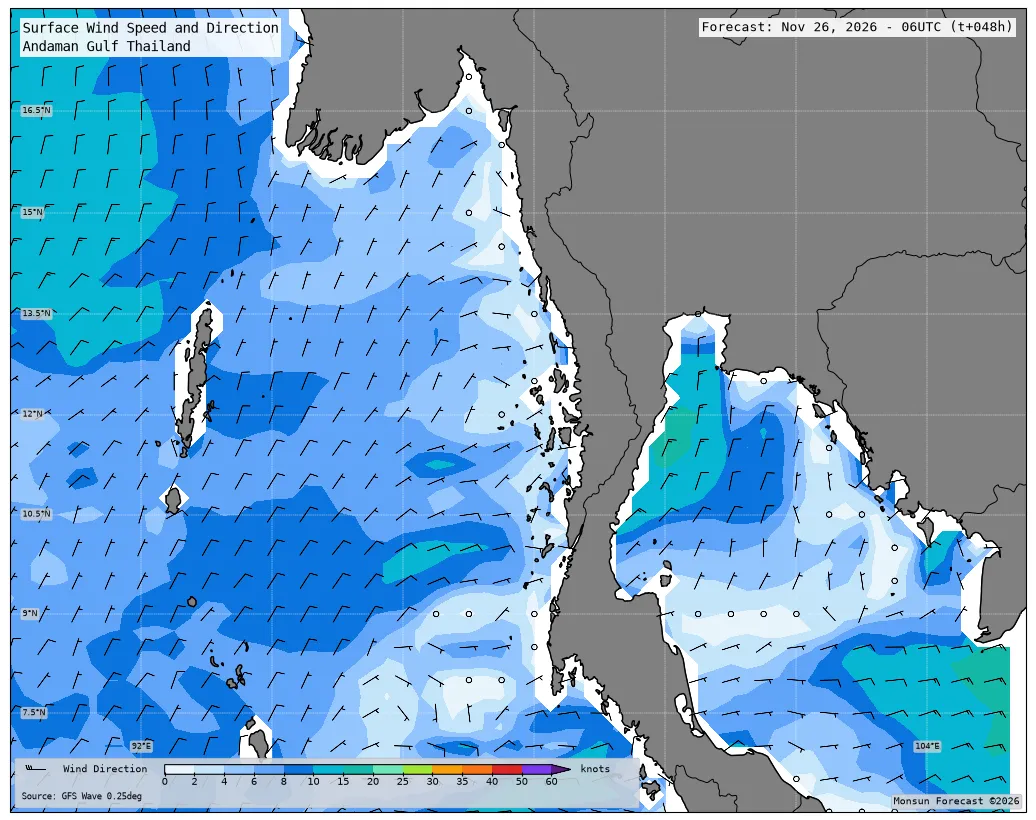 Surface Wind Speed and Direction
Andaman Gulf Thailand
Forecast: Nov 26, 2026 - 06UTC (t+048h)
16.5°N
15°N
13.5°N
12°N
10.5°N
9°N
7.5°N
92°E
104°E
Wind Direction
knots
0 2 4 6 8 10 15 20 25 30 35 40 50 60
Source: GFS Wave 0.25deg
Monsun Forecast ©2026